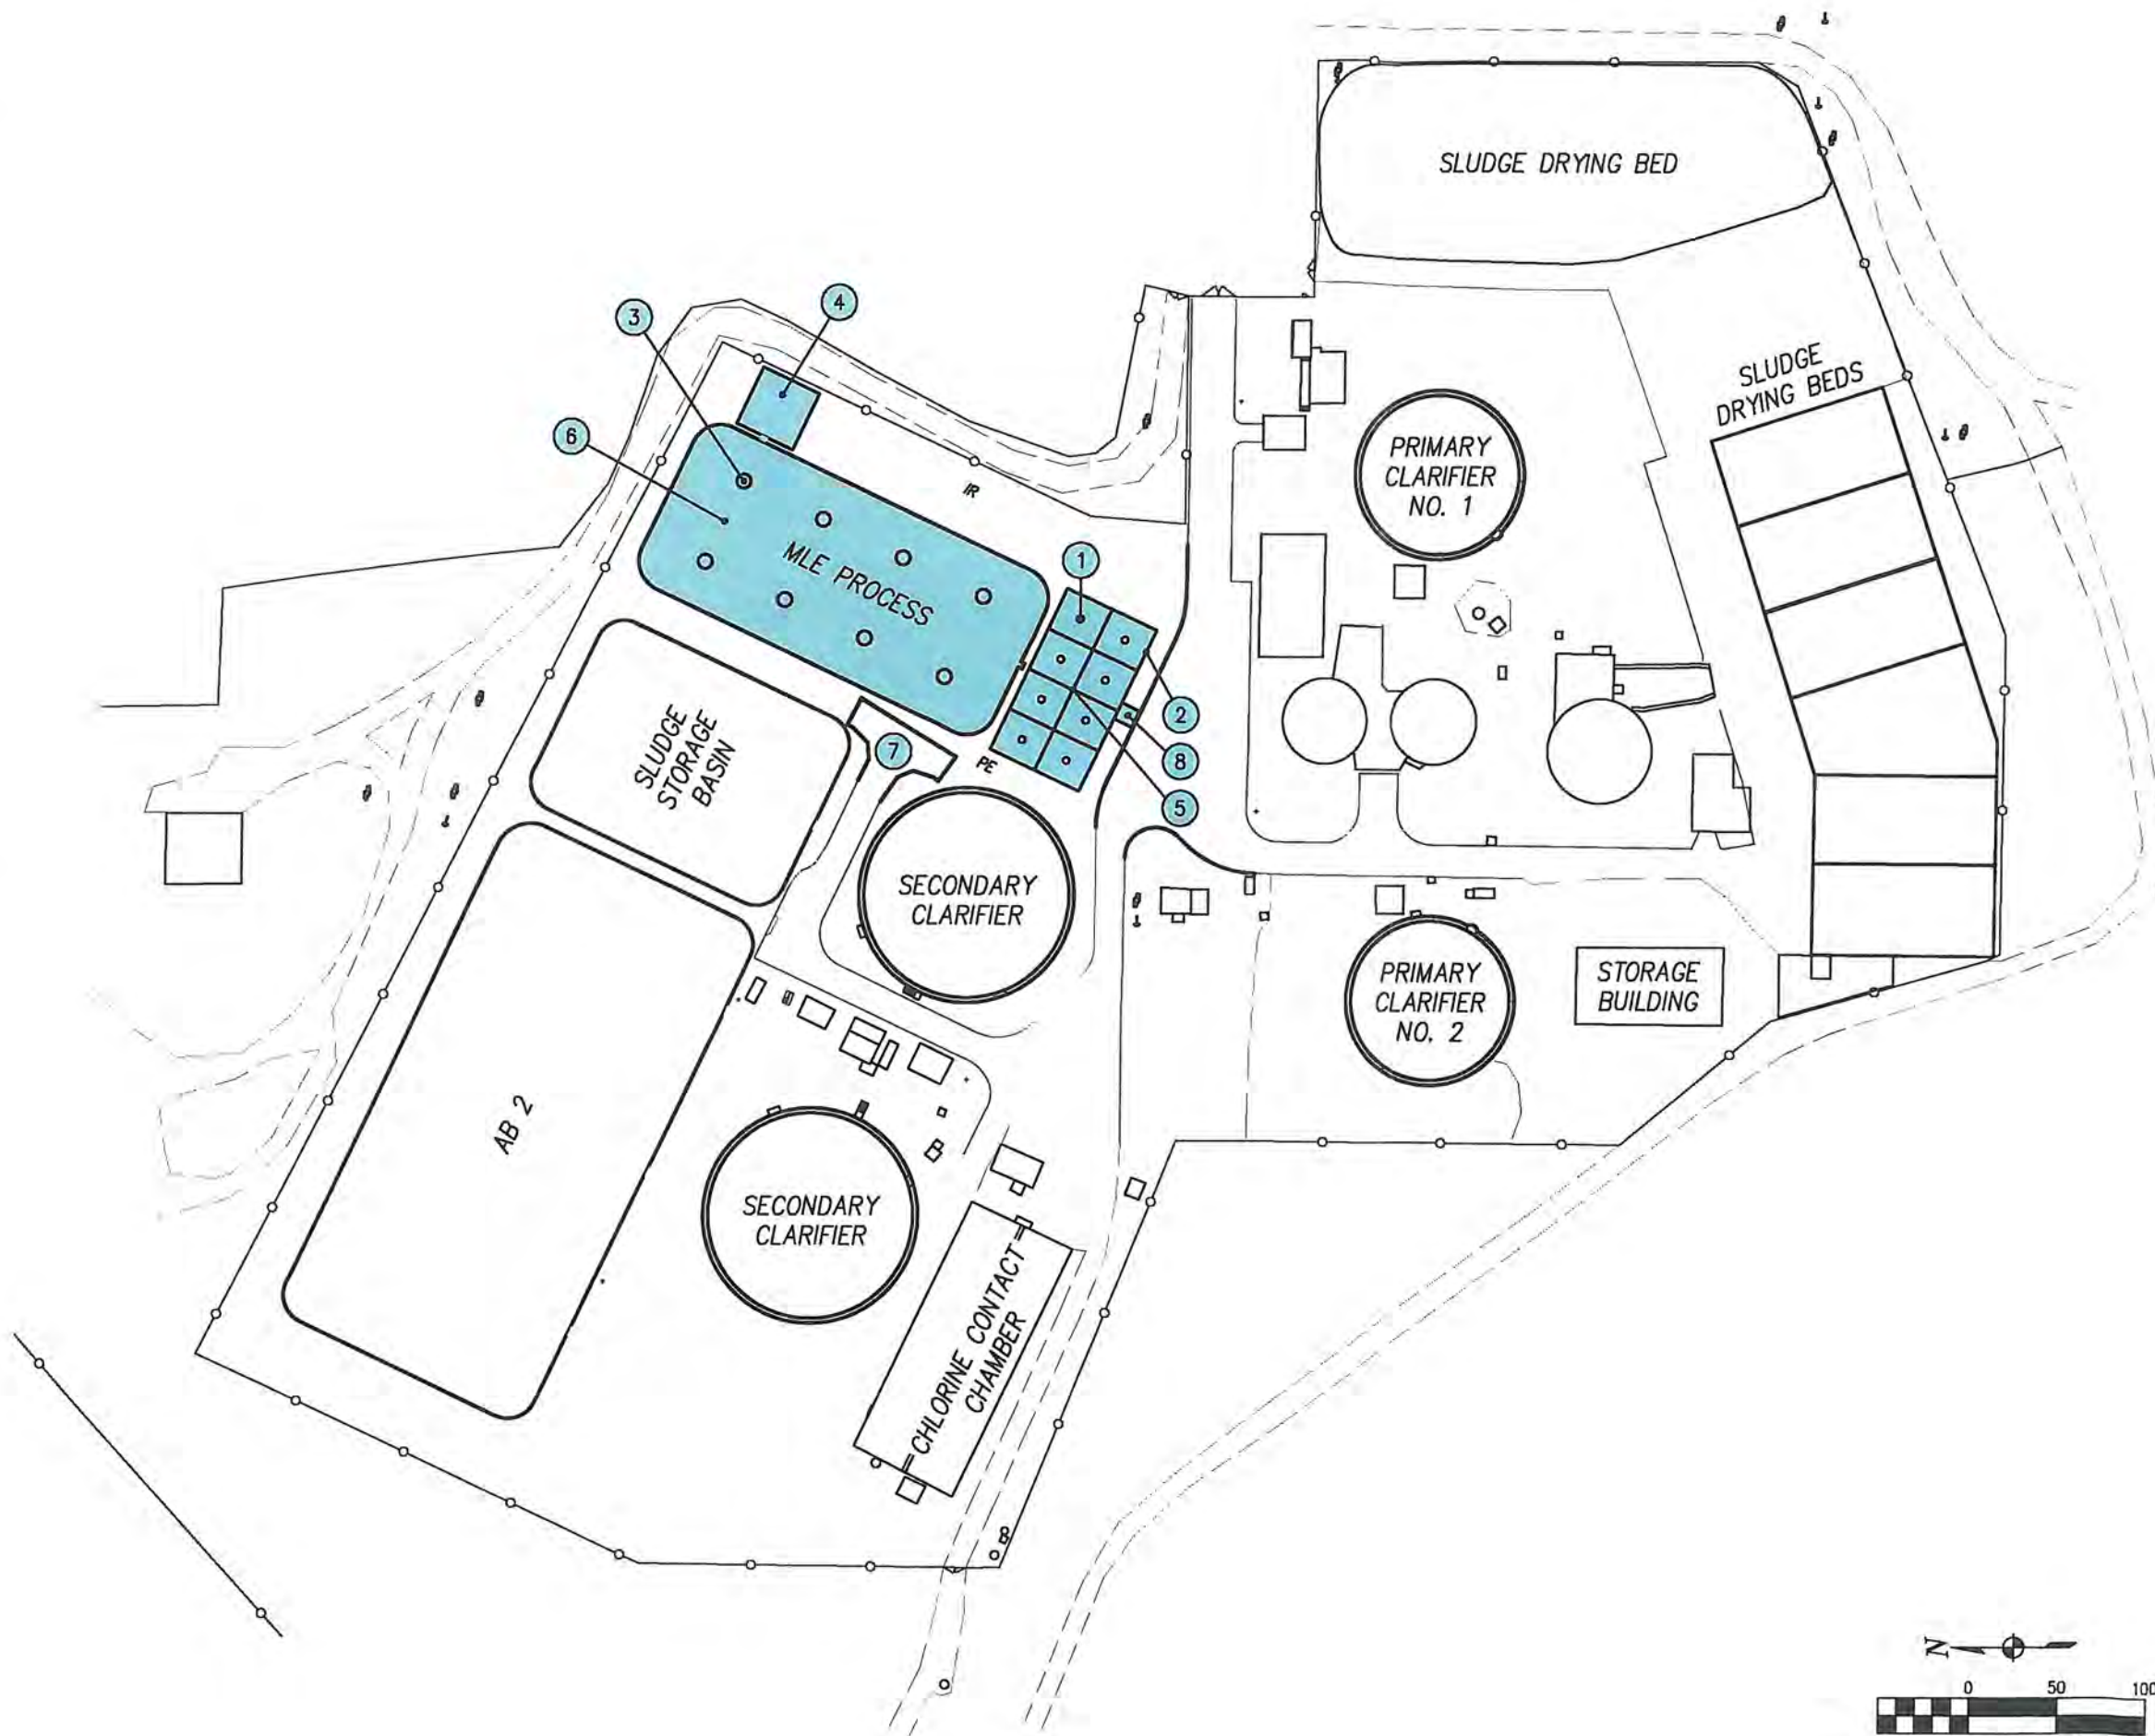 SLUDGE DRYING BED
4
3
SLUDGE
DRYING BEDS
6
PRIMARY
CLARIFIER
NO. 1
IR
MLE PROCESS
1
2
SLUDGE
STORAGE
BASIN
7
PE
8
5
SECONDARY
CLARIFIER
PRIMARY
CLARIFIER
NO. 2
STORAGE
BUILDING
AB 2
SECONDARY
CLARIFIER
CHLORINE CONTACT
CHAMBER
N
0 50 100